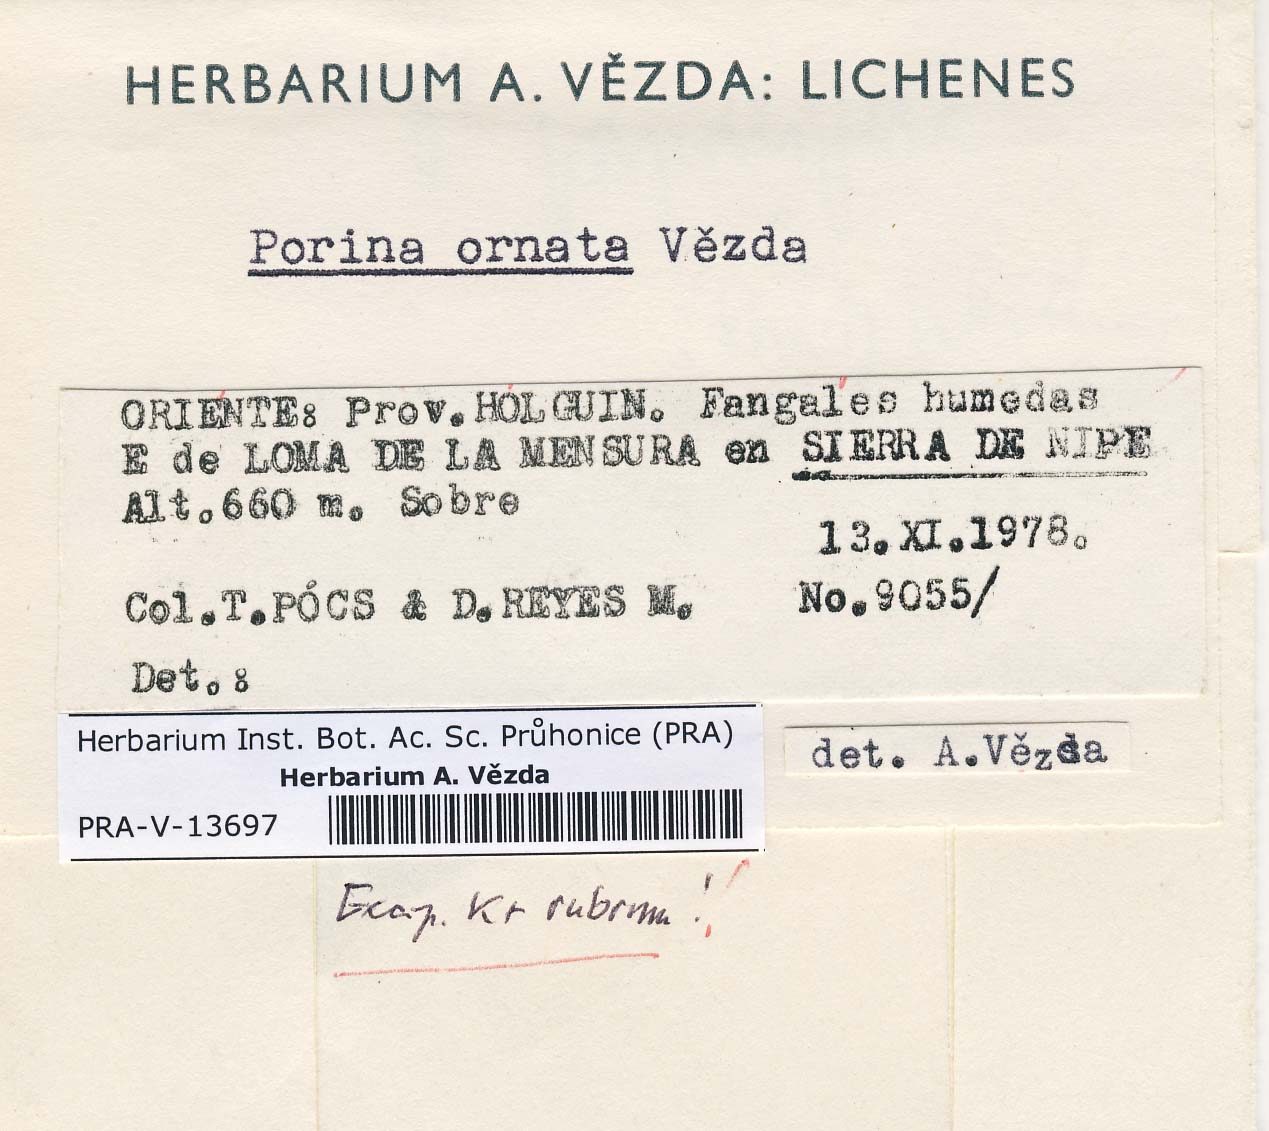 HERBARIUM A. VĚZDA: LICHENES
Porina ornata Vězda
ORIENTE: Prov.HOLGUIN. Fangales humedas
E de LOMA DE LA MENSURA en SIERRA DE NIPE
Alt.660 m. Sobre
13.XI.1978.
Col.T.PÓCS & D.REYES M. No.9055/
Det.:
Herbarium Inst. Bot. Ac. Sc. Průhonice (PRA)
Herbarium A. Vězda
PRA-V-13697
det. A.Vězda
Excip. K+ rubrum!